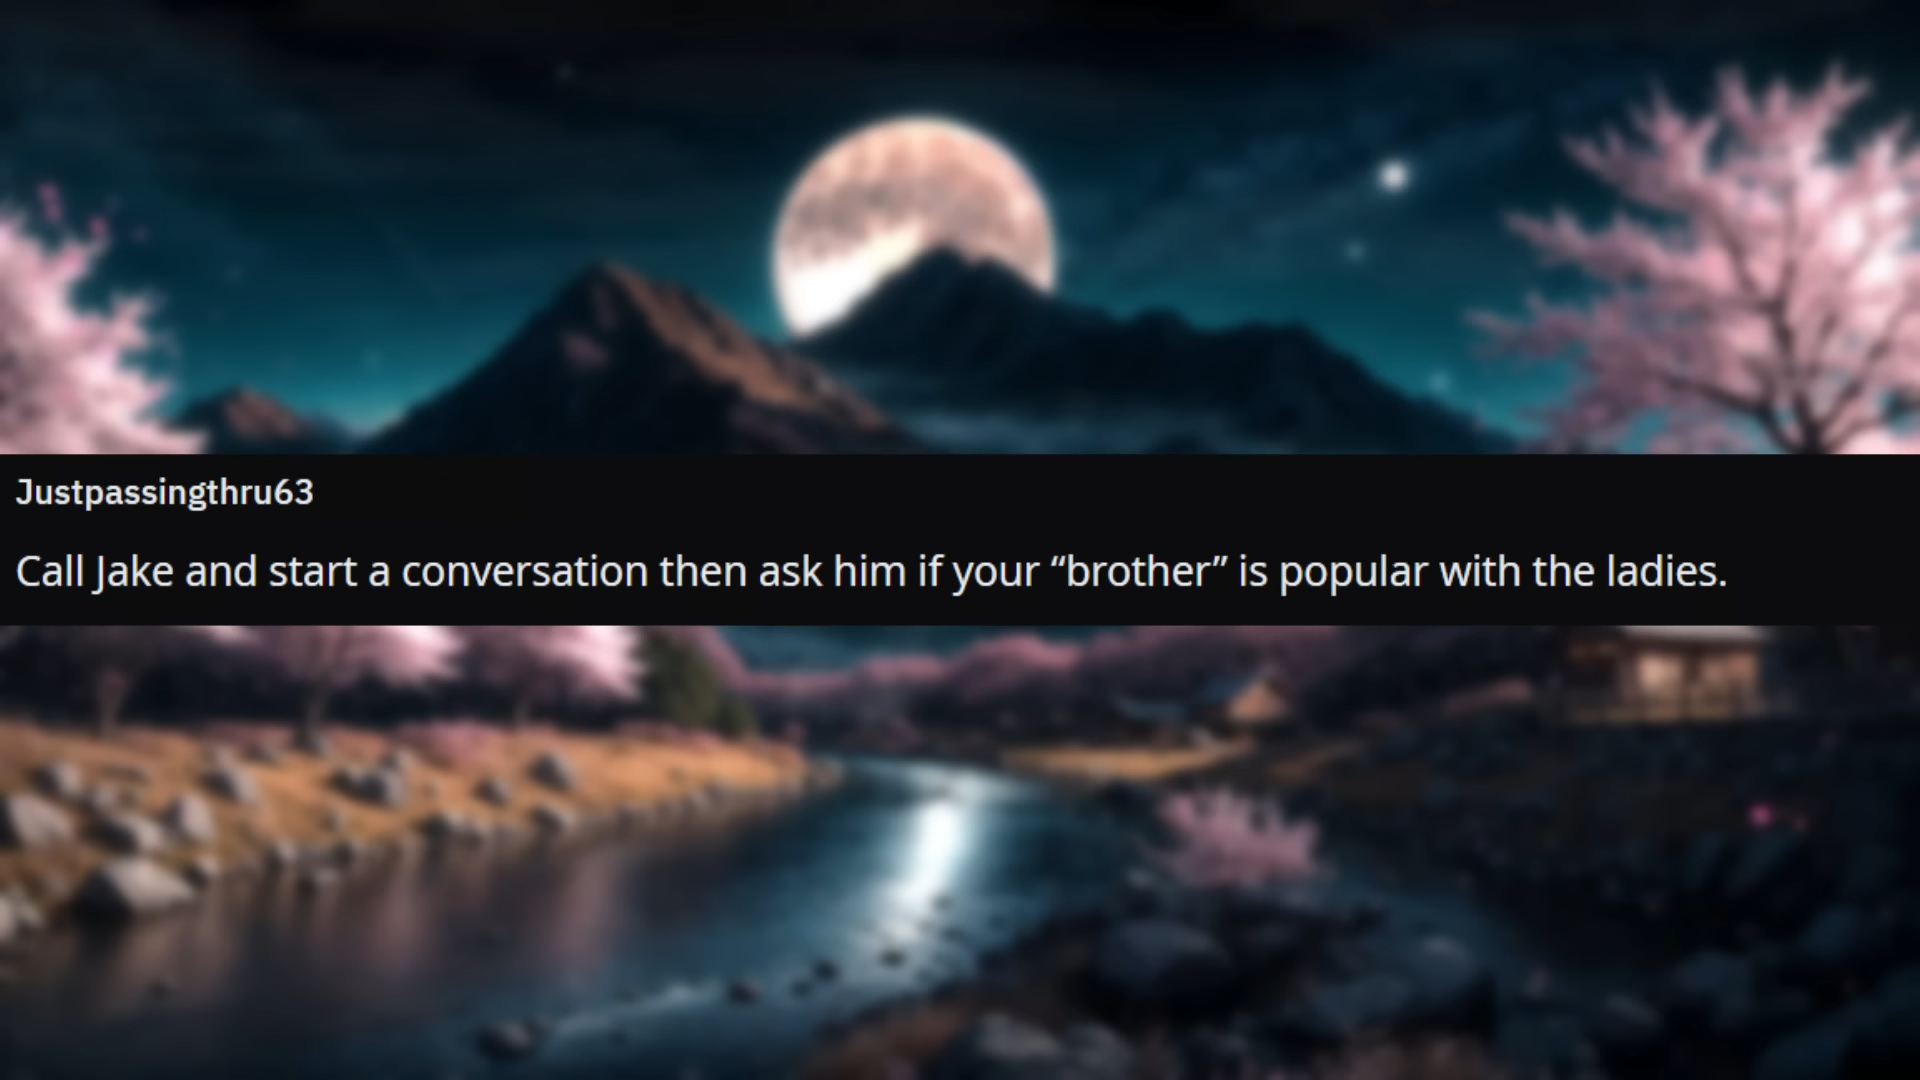 Justpassingthru63
Call Jake and start a conversation then ask him if your “brother” is popular with the ladies.